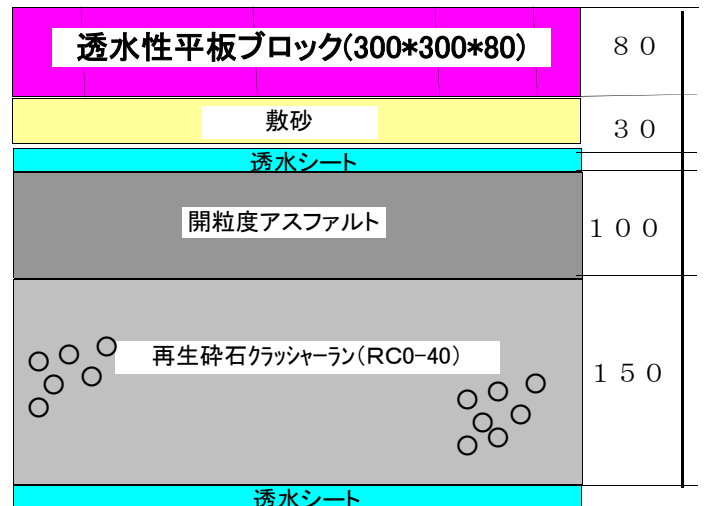 透水性平板ブロック(300*300*80)
８０
敷砂
３０
透水シート
開粒度アスファルト
１００
再生砕石クラッシャーラン(RC0-40)
１５０
透水シート